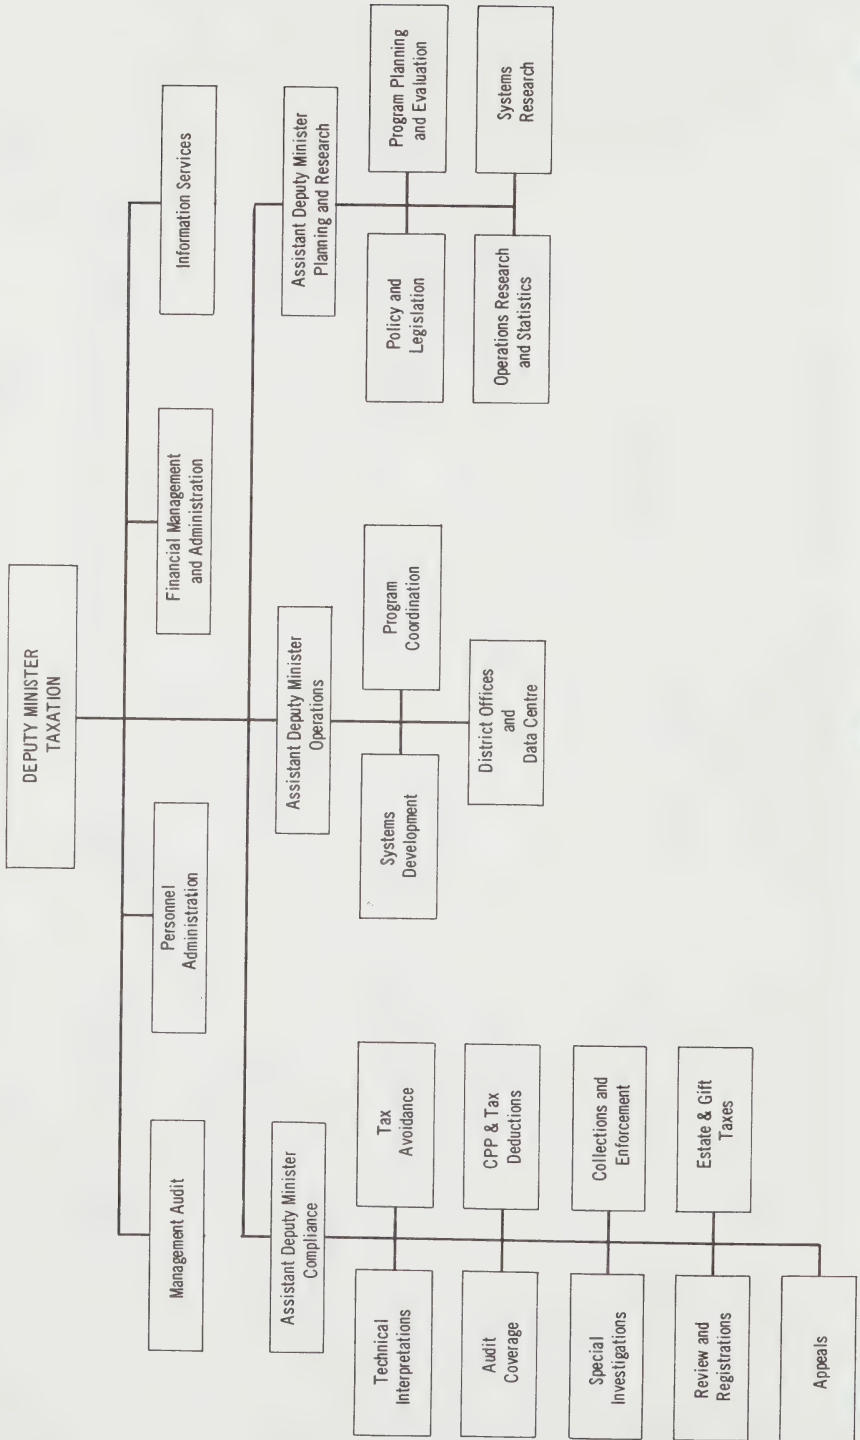 DEPUTY MINISTER
TAXATION
Management Audit
Personnel
Administration
Financial Management
and Administration
Information Services
Assistant Deputy Minister
Compliance
Assistant Deputy Minister
Operations
Assistant Deputy Minister
Planning and Research
Technical
Interpretations
Tax
Avoidance
Audit
Coverage
CPP & Tax
Deductions
Special
Investigations
Collections and
Enforcement
Review and
Registrations
Estate & Gift
Taxes
Appeals
Systems
Development
Program
Coordination
District Offices
and
Data Centre
Policy and
Legislation
Program Planning
and Evaluation
Operations Research
and Statistics
Systems
Research